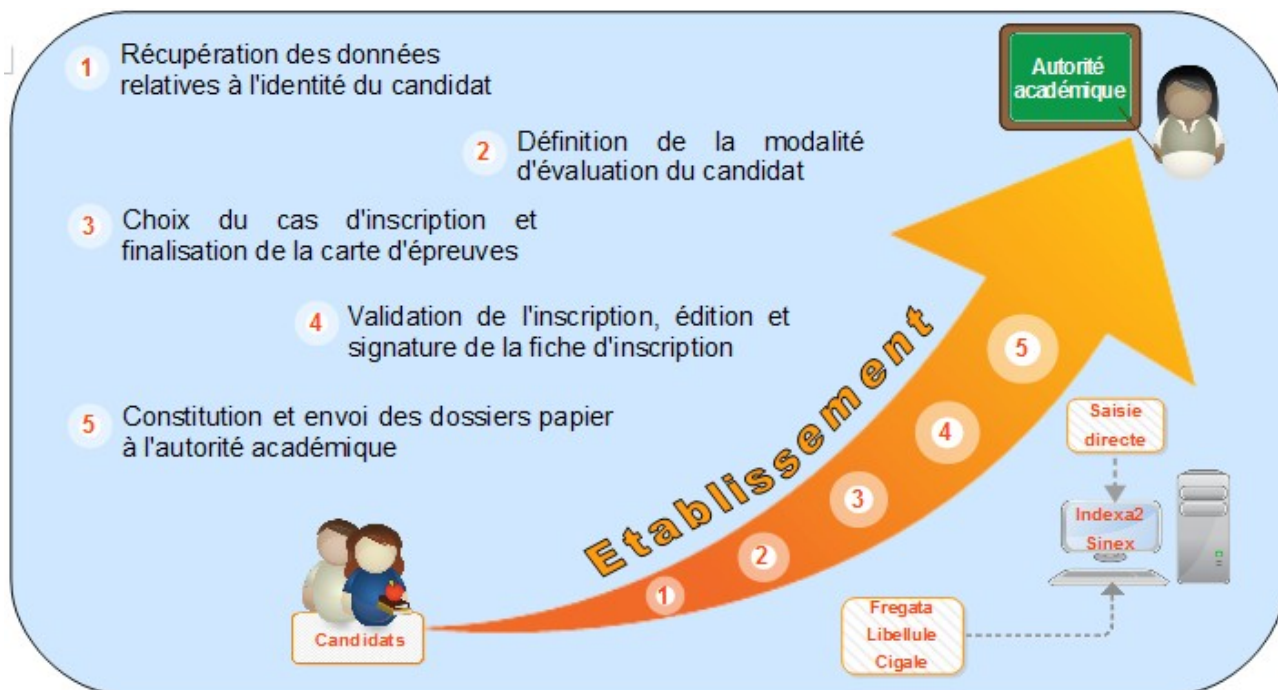 1 Récupération des données
relatives à l'identité du candidat
2 Définition de la modalité
d'évaluation du candidat
3 Choix du cas d'inscription et
finalisation de la carte d'épreuves
4 Validation de l'inscription, édition et
signature de la fiche d'inscription
5 Constitution et envoi des dossiers papier
à l'autorité académique
Autorité
académique
Etablissement
1
2
3
4
5
Candidats
Saisie
directe
Indexa2
Sinex
Fregata
Libellule
Cigale